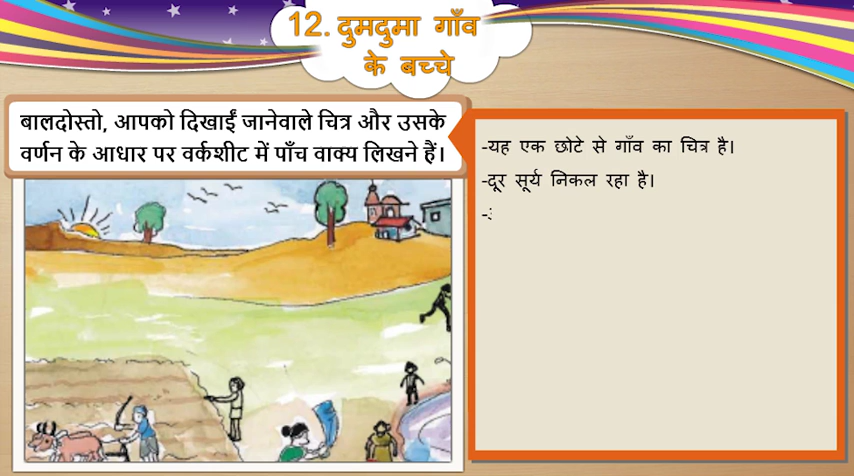 12. दुमदुमा गाँव
के बच्चे
बालदोस्तो, आपको दिखाईं जानेवाले चित्र और उसके
वर्णन के आधार पर वर्कशीट में पाँच वाक्य लिखने हैं।
-यह एक छोटे से गाँव का चित्र है।
-दूर सूर्य निकल रहा है।
-